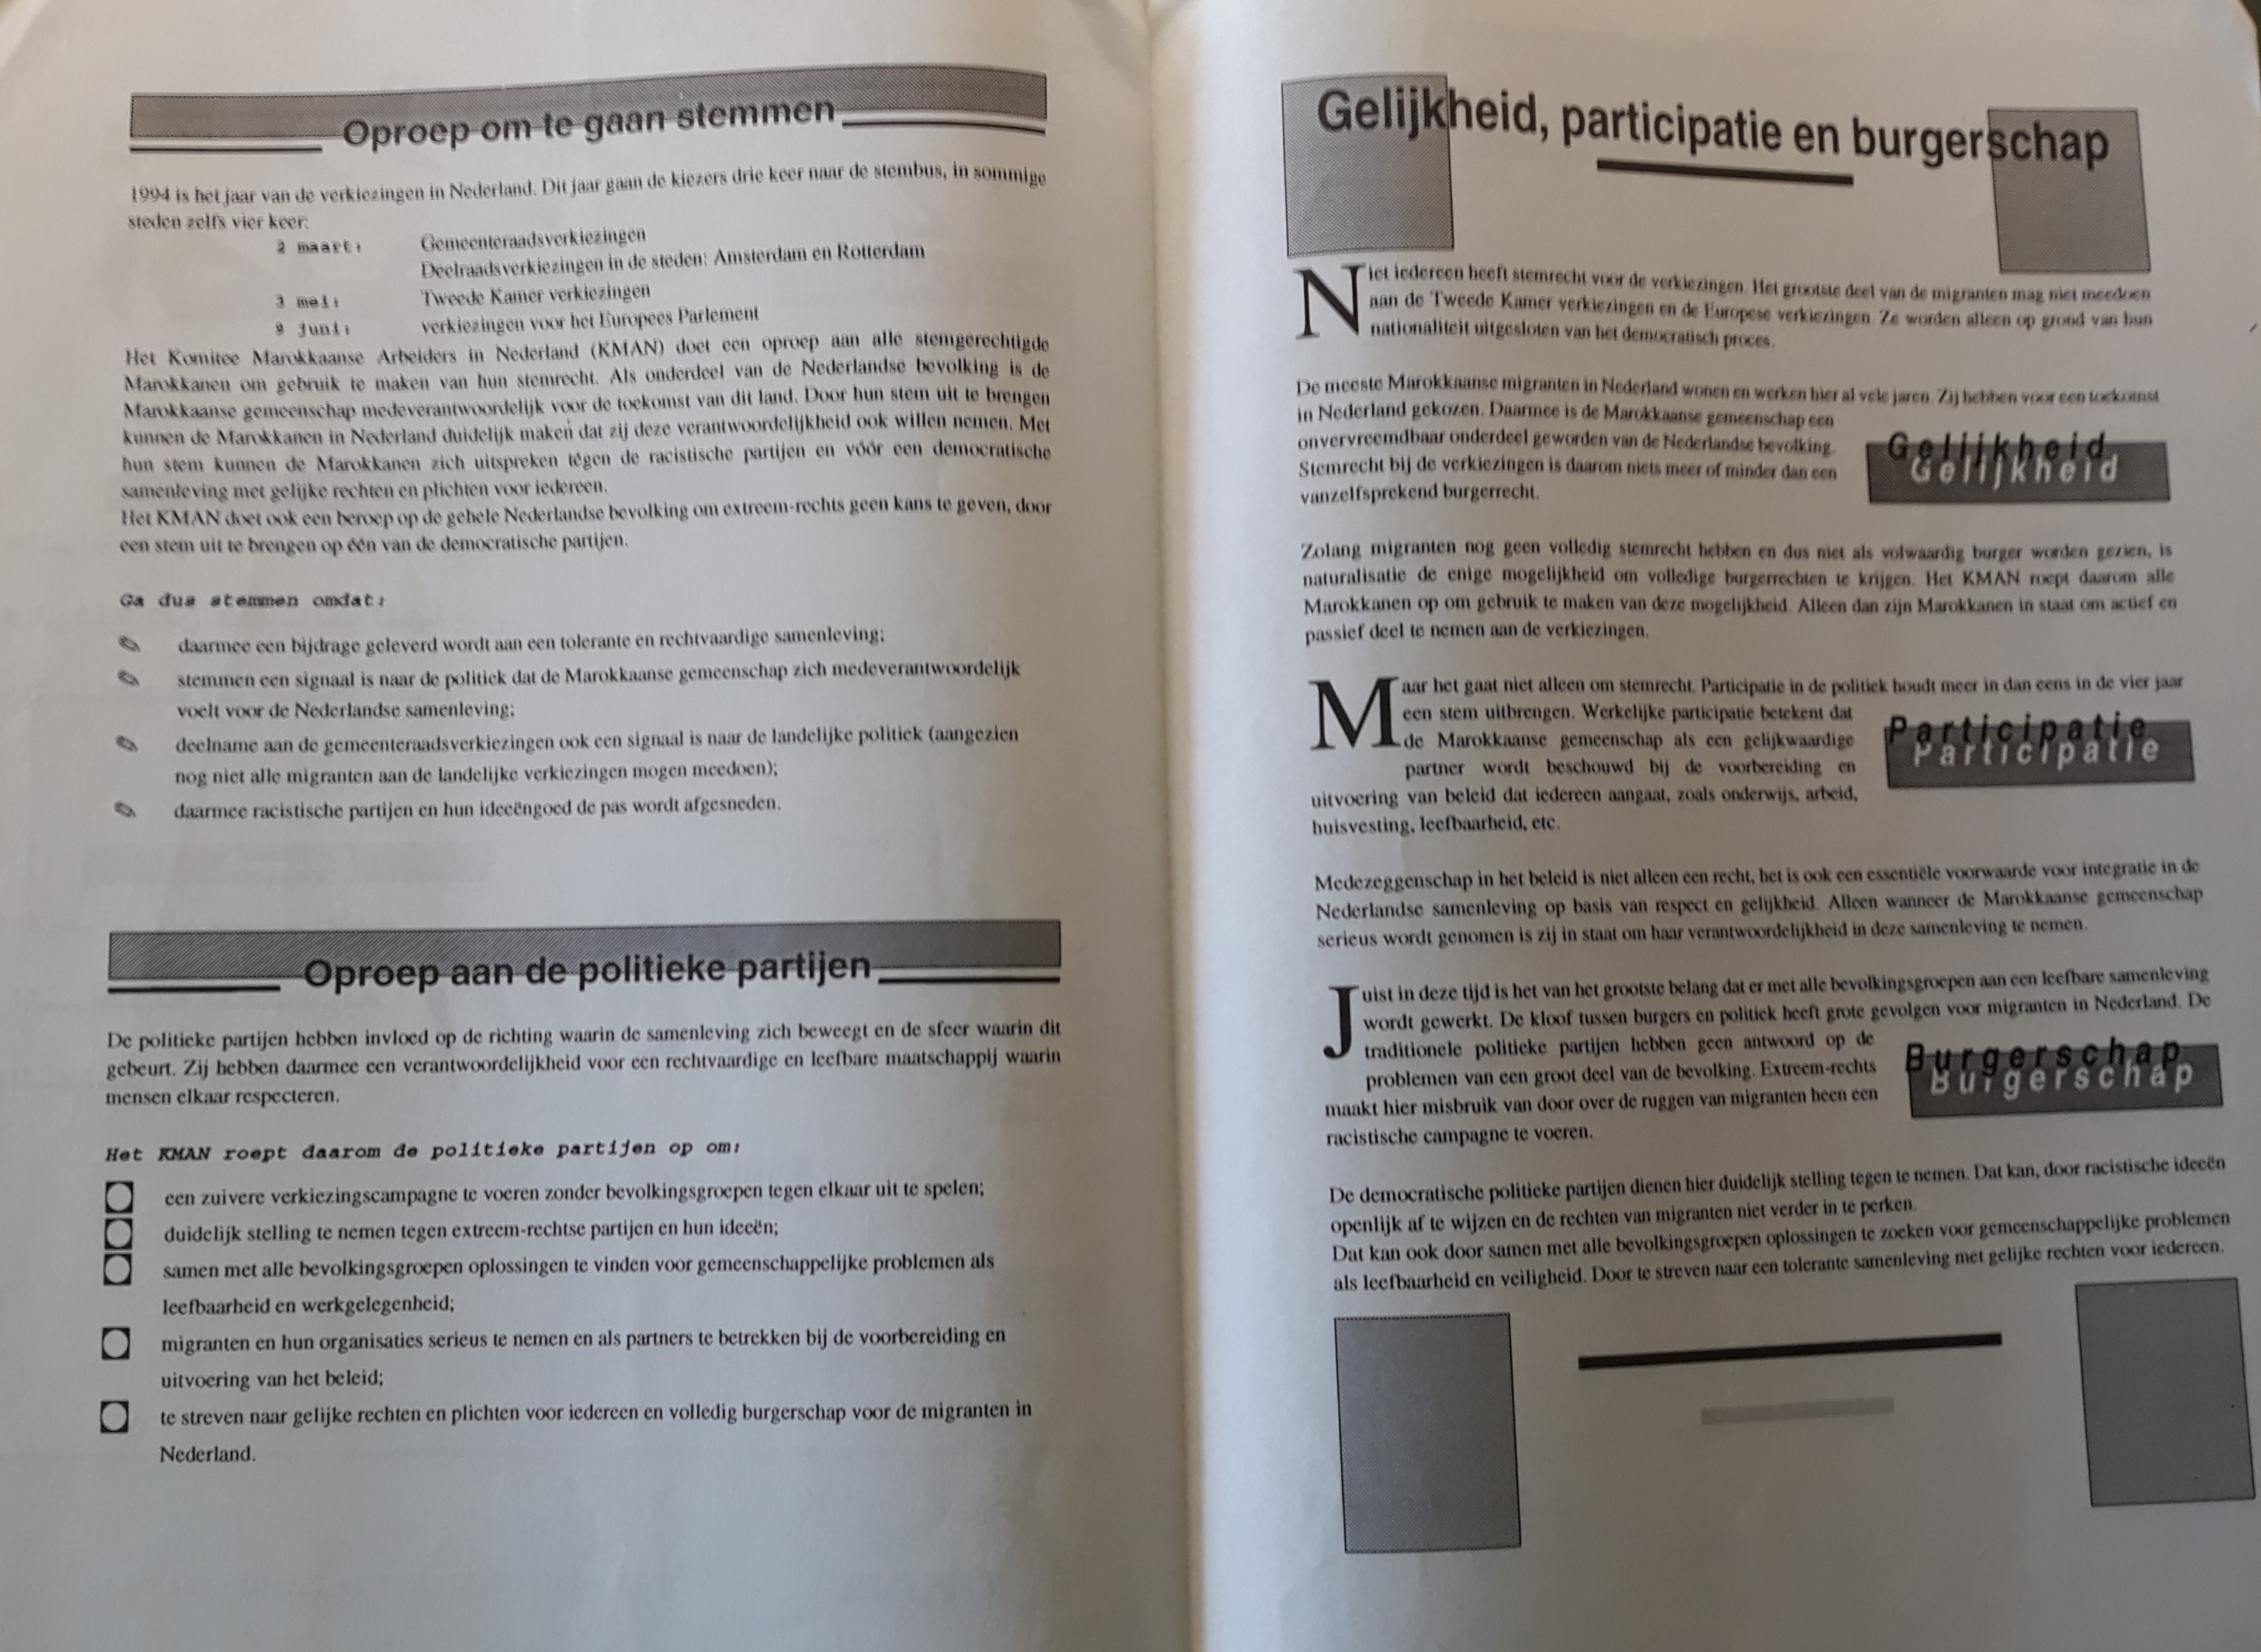 Oproep om te gaan stemmen
1994 is het jaar van de verkiezingen in Nederland. Dit jaar gaan de kiezers drie keer naar de stembus, in sommige
steden zelfs vier keer:
2 maart: Gemeenteraadsverkiezingen
Deelraadsverkiezingen in de steden: Amsterdam en Rotterdam
3 mei: Tweede Kamer verkiezingen
9 juni: verkiezingen voor het Europees Parlement
Het Komitee Marokkaanse Arbeiders in Nederland (KMAN) doet een oproep aan alle stemgerechtigde
Marokkanen om gebruik te maken van hun stemrecht. Als onderdeel van de Nederlandse bevolking is de
Marokkaanse gemeenschap medeverantwoordelijk voor de toekomst van dit land. Door hun stem uit te brengen
kunnen de Marokkanen in Nederland duidelijk maken dat zij deze verantwoordelijkheid ook willen nemen. Met
hun stem kunnen de Marokkanen zich uitspreken tégen de racistische partijen en vóór een democratische
samenleving met gelijke rechten en plichten voor iedereen.
Het KMAN doet ook een beroep op de gehele Nederlandse bevolking om extreem-rechts geen kans te geven, door
een stem uit te brengen op één van de democratische partijen.
Ga dus stemmen omdat:
✎ daarmee een bijdrage geleverd wordt aan een tolerante en rechtvaardige samenleving;
✎ stemmen een signaal is naar de politiek dat de Marokkaanse gemeenschap zich medeverantwoordelijk
voelt voor de Nederlandse samenleving;
✎ deelname aan de gemeenteraadsverkiezingen ook een signaal is naar de landelijke politiek (aangezien
nog niet alle migranten aan de landelijke verkiezingen mogen meedoen);
✎ daarmee racistische partijen en hun ideeëngoed de pas wordt afgesneden.
Oproep aan de politieke partijen
De politieke partijen hebben invloed op de richting waarin de samenleving zich beweegt en de sfeer waarin dit
gebeurt. Zij hebben daarmee een verantwoordelijkheid voor een rechtvaardige en leefbare maatschappij waarin
mensen elkaar respecteren.
Het KMAN roept daarom de politieke partijen op om:
een zuivere verkiezingscampagne te voeren zonder bevolkingsgroepen tegen elkaar uit te spelen;
duidelijk stelling te nemen tegen extreem-rechtse partijen en hun ideeën;
samen met alle bevolkingsgroepen oplossingen te vinden voor gemeenschappelijke problemen als
leefbaarheid en werkgelegenheid;
migranten en hun organisaties serieus te nemen en als partners te betrekken bij de voorbereiding en
uitvoering van het beleid;
te streven naar gelijke rechten en plichten voor iedereen en volledig burgerschap voor de migranten in
Nederland.
Gelijkheid, participatie en burgerschap
Niet iedereen heeft stemrecht voor de verkiezingen. Het grootste deel van de migranten mag niet meedoen
aan de Tweede Kamer verkiezingen en de Europese verkiezingen. Ze worden alleen op grond van hun
nationaliteit uitgesloten van het democratisch proces.
De meeste Marokkaanse migranten in Nederland wonen en werken hier al vele jaren. Zij hebben voor een toekomst
in Nederland gekozen. Daarmee is de Marokkaanse gemeenschap een
onvervreemdbaar onderdeel geworden van de Nederlandse bevolking.
Stemrecht bij de verkiezingen is daarom niets meer of minder dan een
vanzelfsprekend burgerrecht.
Gelijkheid
Gelijkheid
Zolang migranten nog geen volledig stemrecht hebben en dus niet als volwaardig burger worden gezien, is
naturalisatie de enige mogelijkheid om volledige burgerrechten te krijgen. Het KMAN roept daarom alle
Marokkanen op om gebruik te maken van deze mogelijkheid. Alleen dan zijn Marokkanen in staat om actief en
passief deel te nemen aan de verkiezingen.
Maar het gaat niet alleen om stemrecht. Participatie in de politiek houdt meer in dan eens in de vier jaar
een stem uitbrengen. Werkelijke participatie betekent dat
de Marokkaanse gemeenschap als een gelijkwaardige
partner wordt beschouwd bij de voorbereiding en
uitvoering van beleid dat iedereen aangaat, zoals onderwijs, arbeid,
huisvesting, leefbaarheid, etc.
Participatie
Participatie
Medezeggenschap in het beleid is niet alleen een recht, het is ook een essentiële voorwaarde voor integratie in de
Nederlandse samenleving op basis van respect en gelijkheid. Alleen wanneer de Marokkaanse gemeenschap
serieus wordt genomen is zij in staat om haar verantwoordelijkheid in deze samenleving te nemen.
Juist in deze tijd is het van het grootste belang dat er met alle bevolkingsgroepen aan een leefbare samenleving
wordt gewerkt. De kloof tussen burgers en politiek heeft grote gevolgen voor migranten in Nederland. De
traditionele politieke partijen hebben geen antwoord op de
problemen van een groot deel van de bevolking. Extreem-rechts
maakt hier misbruik van door over de ruggen van migranten heen een
racistische campagne te voeren.
Burgerschap
Burgerschap
De democratische politieke partijen dienen hier duidelijk stelling tegen te nemen. Dat kan, door racistische ideeën
openlijk af te wijzen en de rechten van migranten niet verder in te perken.
Dat kan ook door samen met alle bevolkingsgroepen oplossingen te zoeken voor gemeenschappelijke problemen
als leefbaarheid en veiligheid. Door te streven naar een tolerante samenleving met gelijke rechten voor iedereen.